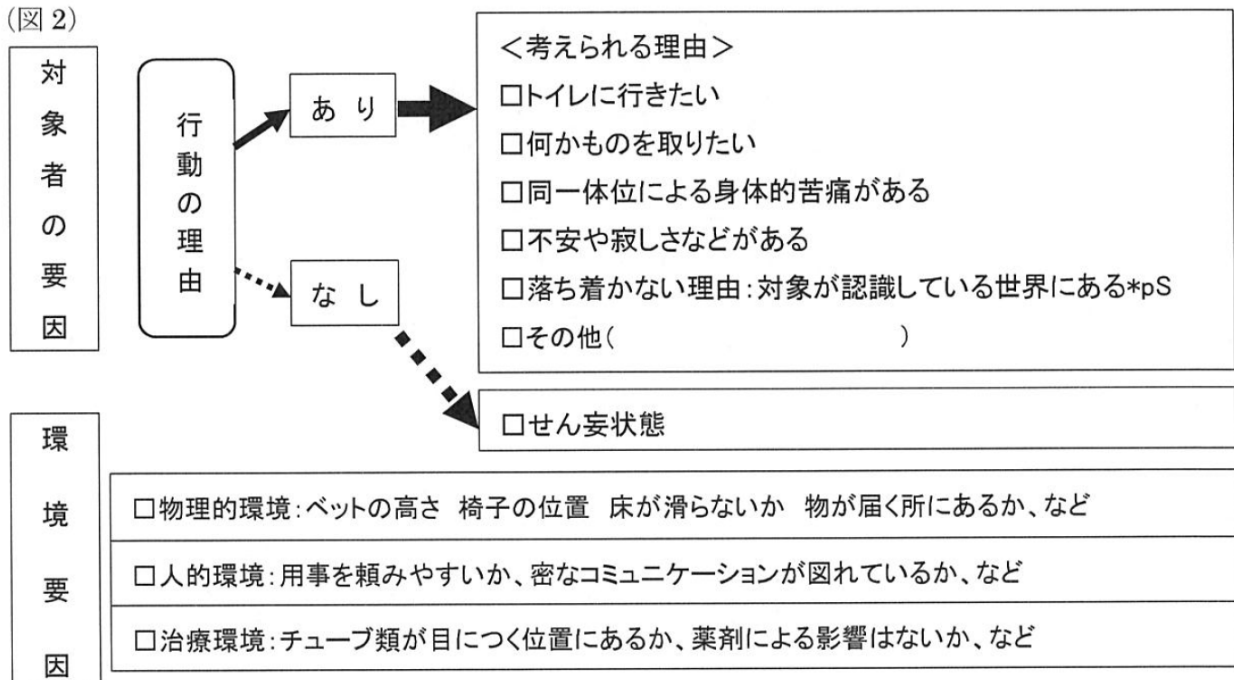 (図 2)
対象者の要因
行動の理由
あ り
な し
＜考えられる理由＞
□トイレに行きたい
□何かものを取りたい
□同一体位による身体的苦痛がある
□不安や寂しさなどがある
□落ち着かない理由:対象が認識している世界にある*pS
□その他( )
□せん妄状態
環境要因
□物理的環境:ベットの高さ 椅子の位置 床が滑らないか 物が届く所にあるか、など
□人的環境:用事を頼みやすいか、密なコミュニケーションが図れているか、など
□治療環境:チューブ類が目につく位置にあるか、薬剤による影響はないか、など